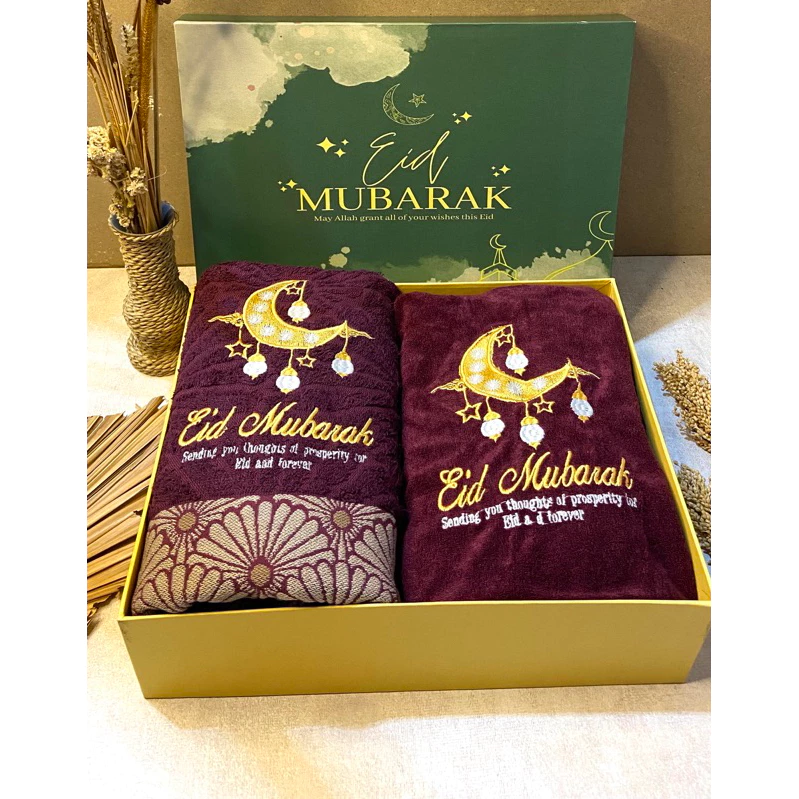 Eid
MUBARAK
May Allah grant all of your wishes this Eid
Eid Mubarak
Sending you thoughts of prosperity for
Eid and forever
Eid Mubarak
Sending you thoughts of prosperity for
Eid a d forever